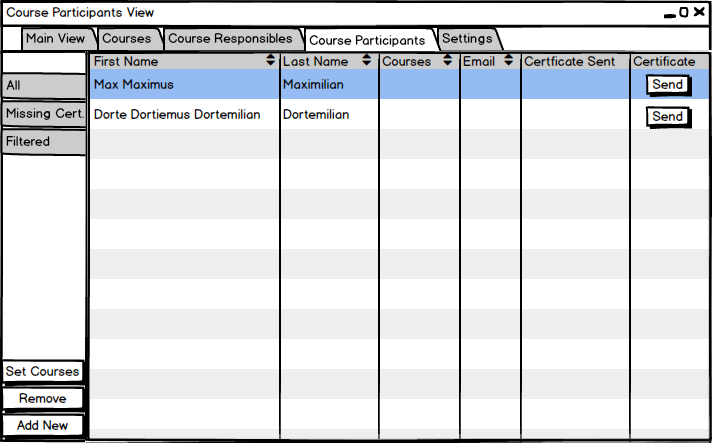 Course Participants View
Main View Courses Course Responsibles Course Participants Settings
First Name Last Name Courses Email Certficate Sent Certificate
All
Max Maximus Maximilian Send
Missing Cert.
Dorte Dortiemus Dortemilian Dortemilian Send
Filtered
Set Courses
Remove
Add New